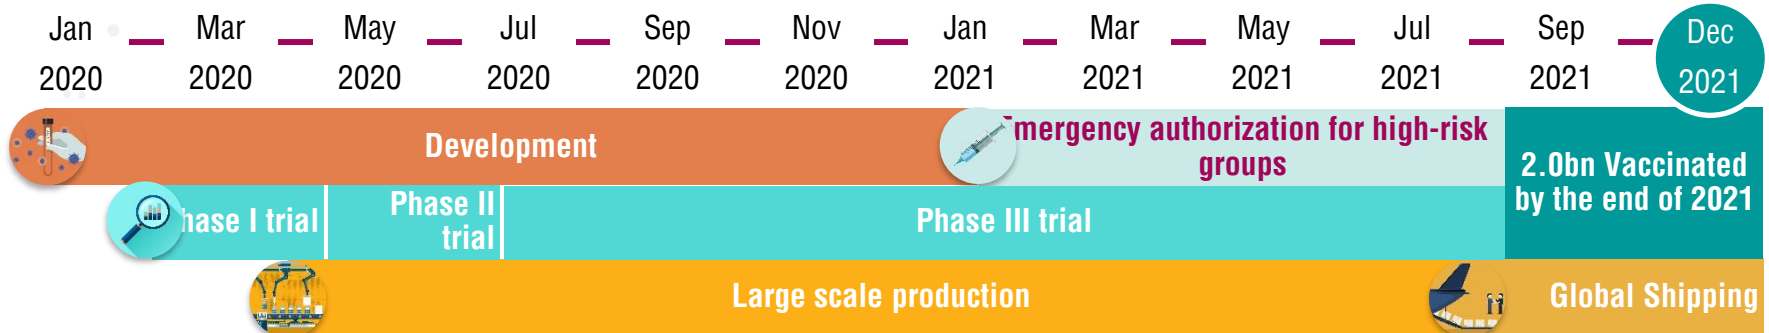 Jan Mar May Jul Sep Nov Jan Mar May Jul Sep Dec
2020 2020 2020 2020 2020 2020 2021 2021 2021 2021 2021 2021
Development
mergency authorization for high-risk
groups
2.0bn Vaccinated
by the end of 2021
hase I trial
Phase II
trial
Phase III trial
Large scale production
Global Shipping